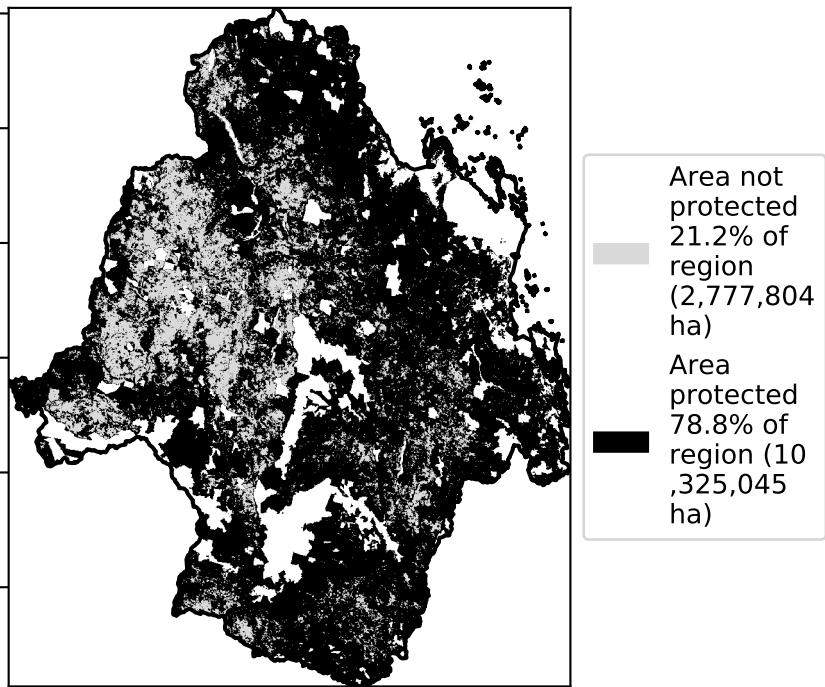 Area not
protected
21.2% of
region
(2,777,804
ha)
Area
protected
78.8% of
region (10
,325,045
ha)